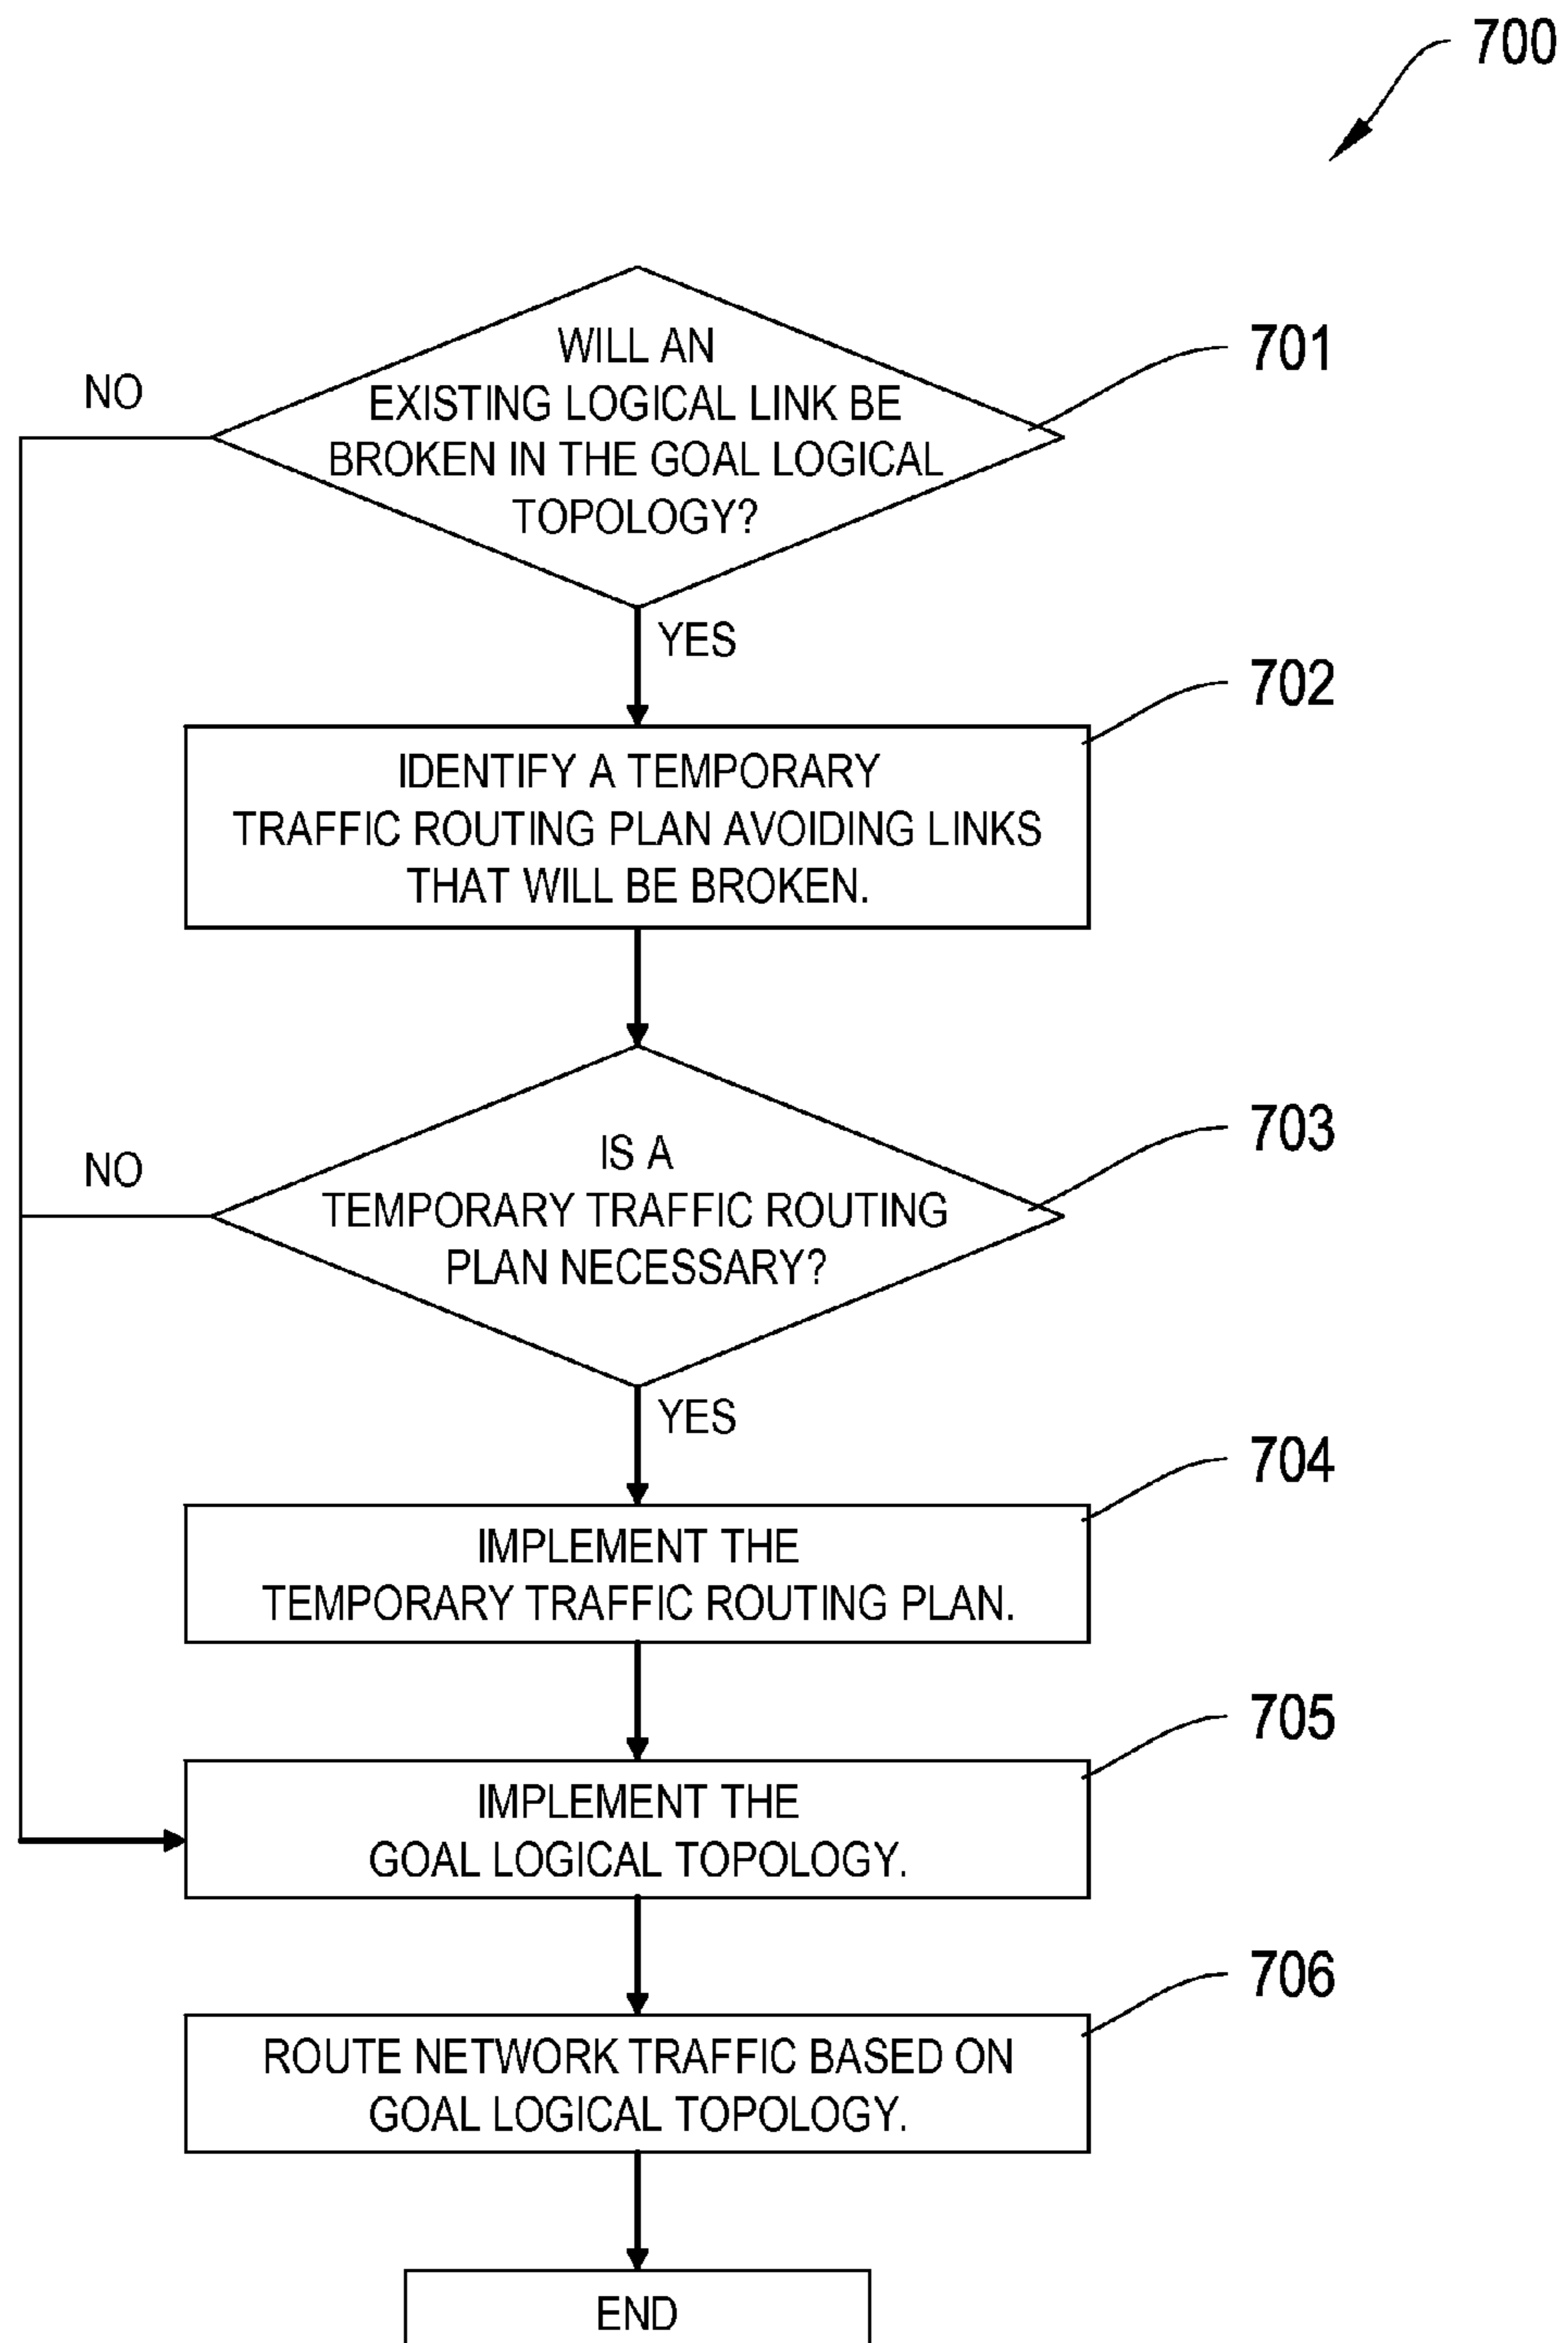 700
WILL AN
EXISTING LOGICAL LINK BE
BROKEN IN THE GOAL LOGICAL
TOPOLOGY?
701
NO
YES
702
IDENTIFY A TEMPORARY
TRAFFIC ROUTING PLAN AVOIDING LINKS
THAT WILL BE BROKEN.
703
NO
IS A
TEMPORARY TRAFFIC ROUTING
PLAN NECESSARY?
YES
704
IMPLEMENT THE
TEMPORARY TRAFFIC ROUTING PLAN.
705
IMPLEMENT THE
GOAL LOGICAL TOPOLOGY.
706
ROUTE NETWORK TRAFFIC BASED ON
GOAL LOGICAL TOPOLOGY.
END